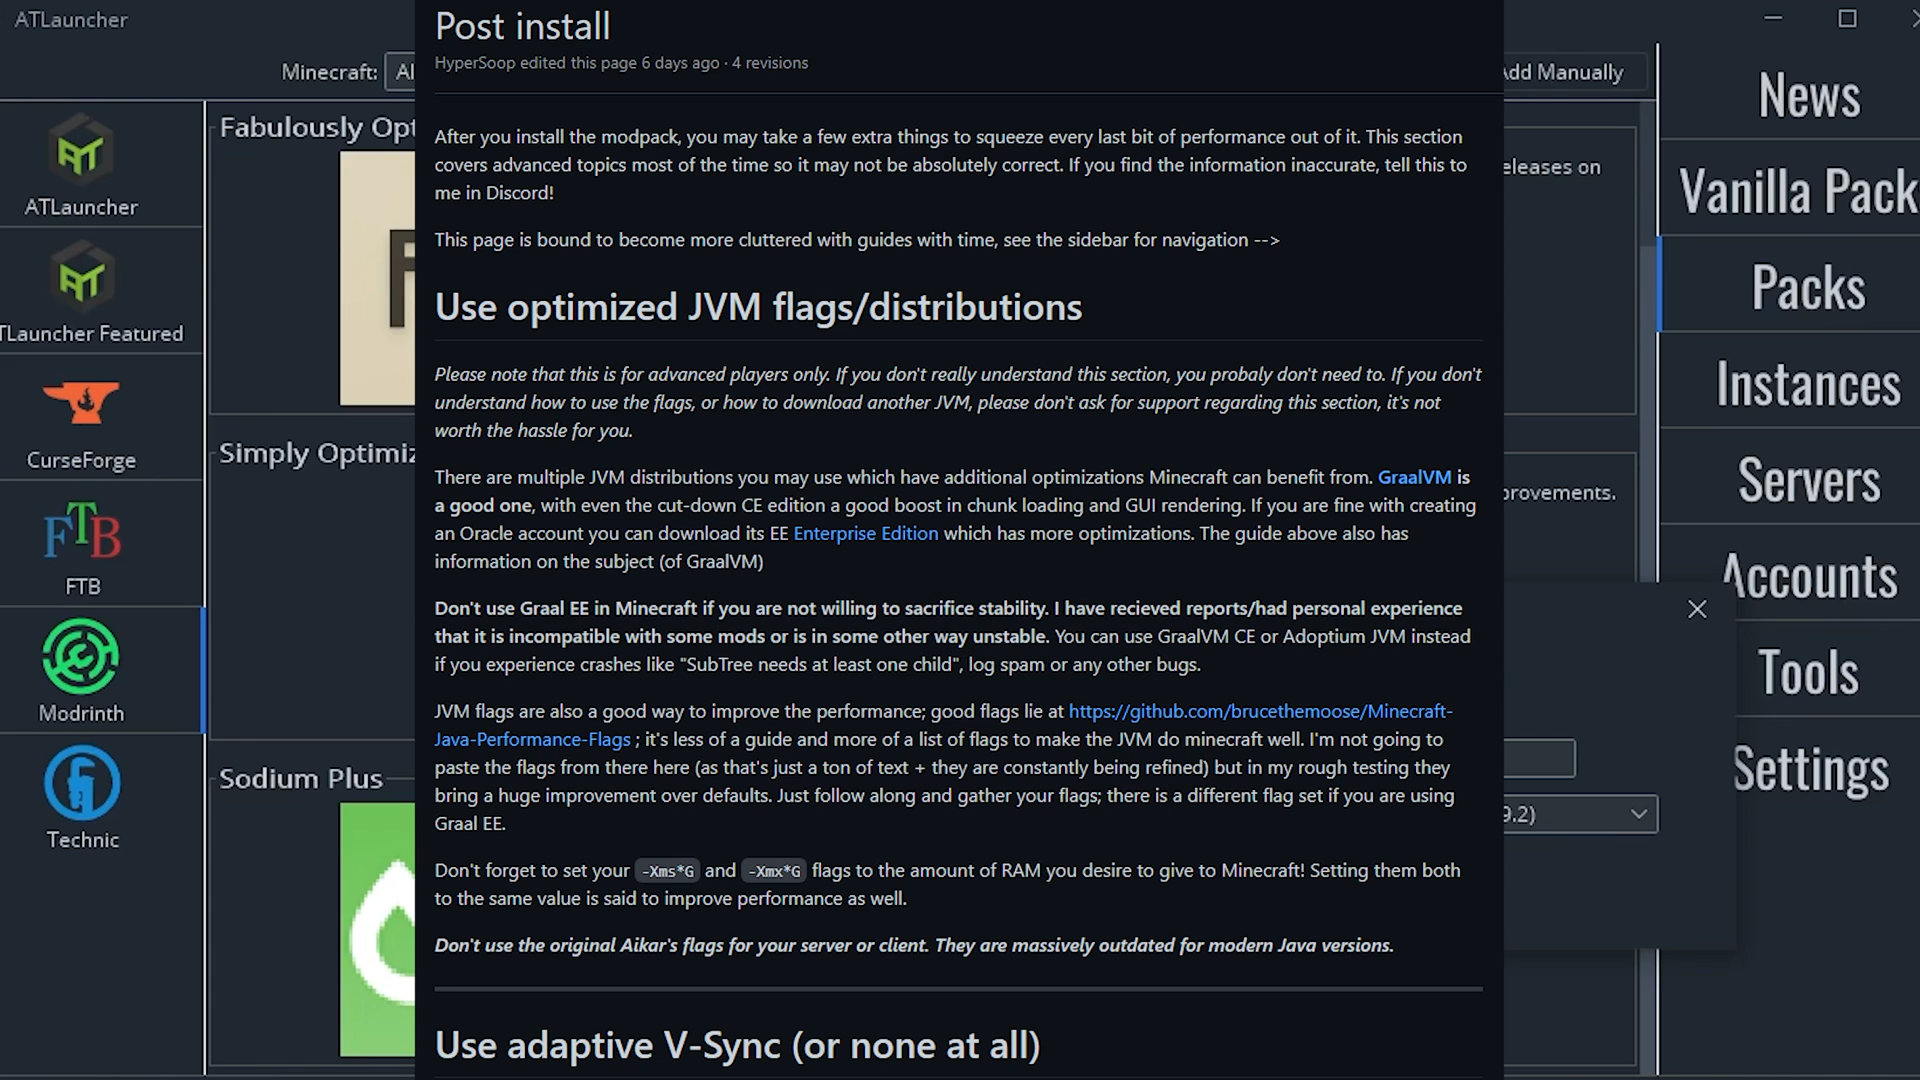 ATLauncher
Minecraft:
Add Manually
ATLauncher
TLauncher Featured
CurseForge
FTB
FTB
Modrinth
Technic
Fabulously Opt
Simply Optimiz
Sodium Plus
Post install
HyperSoop edited this page 6 days ago · 4 revisions
After you install the modpack, you may take a few extra things to squeeze every last bit of performance out of it. This section
covers advanced topics most of the time so it may not be absolutely correct. If you find the information inaccurate, tell this to
me in Discord!
This page is bound to become more cluttered with guides with time, see the sidebar for navigation -->
Use optimized JVM flags/distributions
Please note that this is for advanced players only. If you don't really understand this section, you probaly don't need to. If you don't
understand how to use the flags, or how to download another JVM, please don't ask for support regarding this section, it's not
worth the hassle for you.
There are multiple JVM distributions you may use which have additional optimizations Minecraft can benefit from. GraalVM is
a good one, with even the cut-down CE edition a good boost in chunk loading and GUI rendering. If you are fine with creating
an Oracle account you can download its EE Enterprise Edition which has more optimizations. The guide above also has
information on the subject (of GraalVM)
Don't use Graal EE in Minecraft if you are not willing to sacrifice stability. I have recieved reports/had personal experience
that it is incompatible with some mods or is in some other way unstable. You can use GraalVM CE or Adoptium JVM instead
if you experience crashes like "SubTree needs at least one child", log spam or any other bugs.
JVM flags are also a good way to improve the performance; good flags lie at https://github.com/brucethemoose/Minecraft-
Java-Performance-Flags ; it's less of a guide and more of a list of flags to make the JVM do minecraft well. I'm not going to
paste the flags from there here (as that's just a ton of text + they are constantly being refined) but in my rough testing they
bring a huge improvement over defaults. Just follow along and gather your flags; there is a different flag set if you are using
Graal EE.
Don't forget to set your -Xms*G and -Xmx*G flags to the amount of RAM you desire to give to Minecraft! Setting them both
to the same value is said to improve performance as well.
Don't use the original Aikar's flags for your server or client. They are massively outdated for modern Java versions.
Use adaptive V-Sync (or none at all)
eleases on
provements.
9.2)
News
Vanilla Pack
Packs
Instances
Servers
Accounts
Tools
Settings